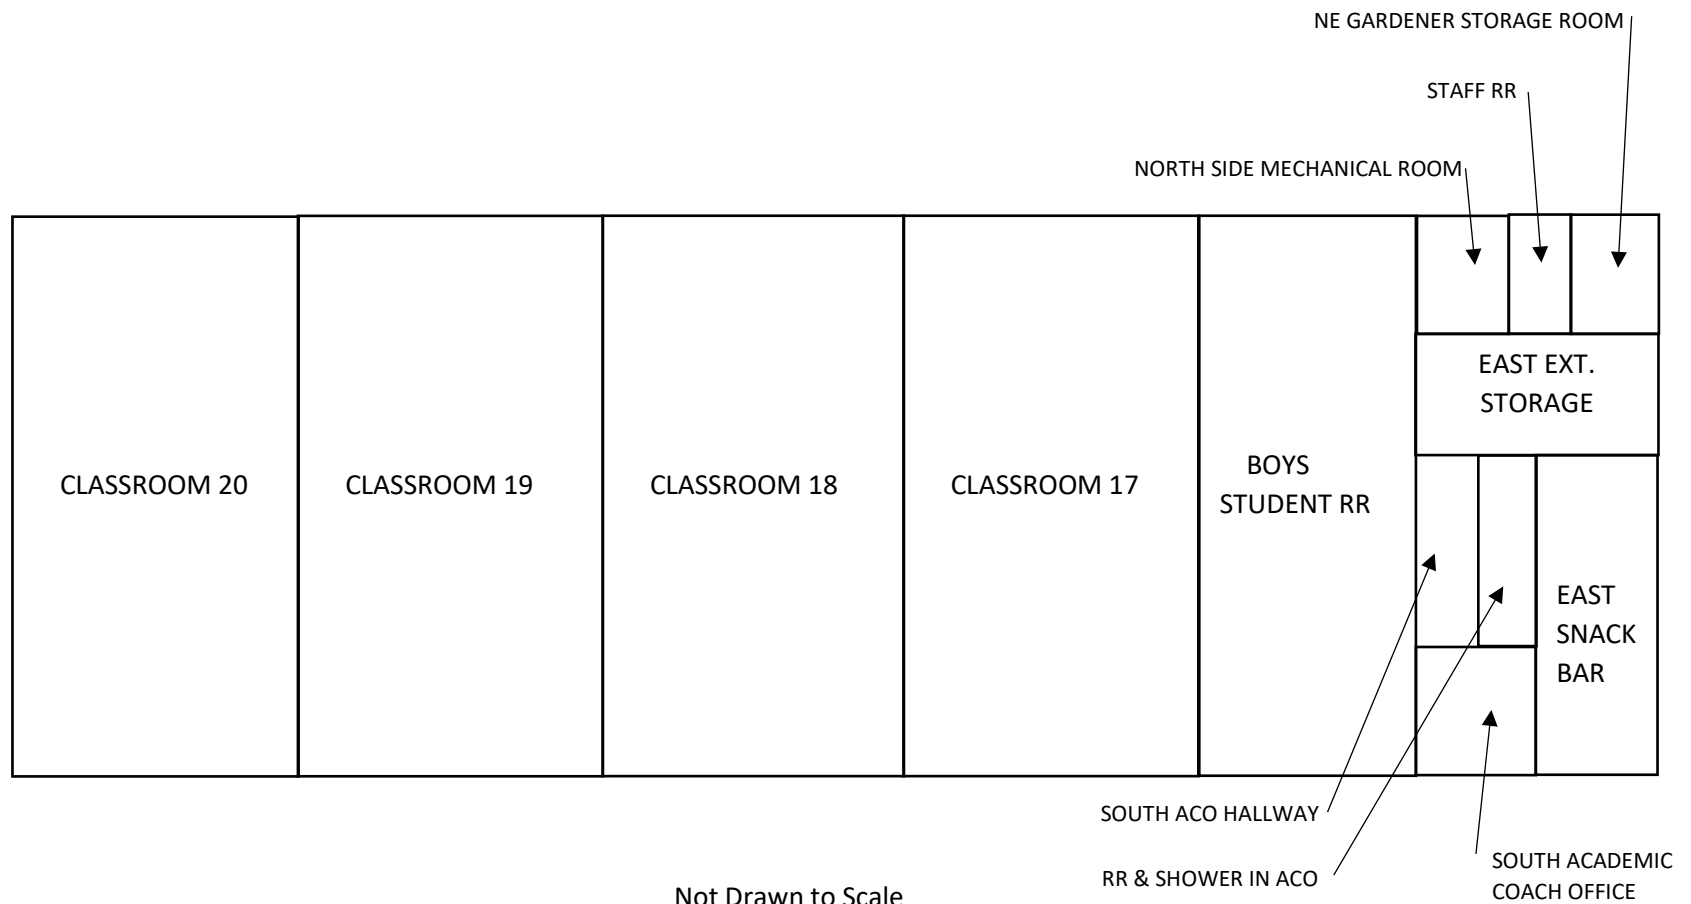 NE GARDENER STORAGE ROOM
STAFF RR
NORTH SIDE MECHANICAL ROOM
EAST EXT.
STORAGE
CLASSROOM 20
CLASSROOM 19
CLASSROOM 18
CLASSROOM 17
BOYS
STUDENT RR
EAST
SNACK
BAR
SOUTH ACO HALLWAY
RR & SHOWER IN ACO
SOUTH ACADEMIC
COACH OFFICE
Not Drawn to Scale